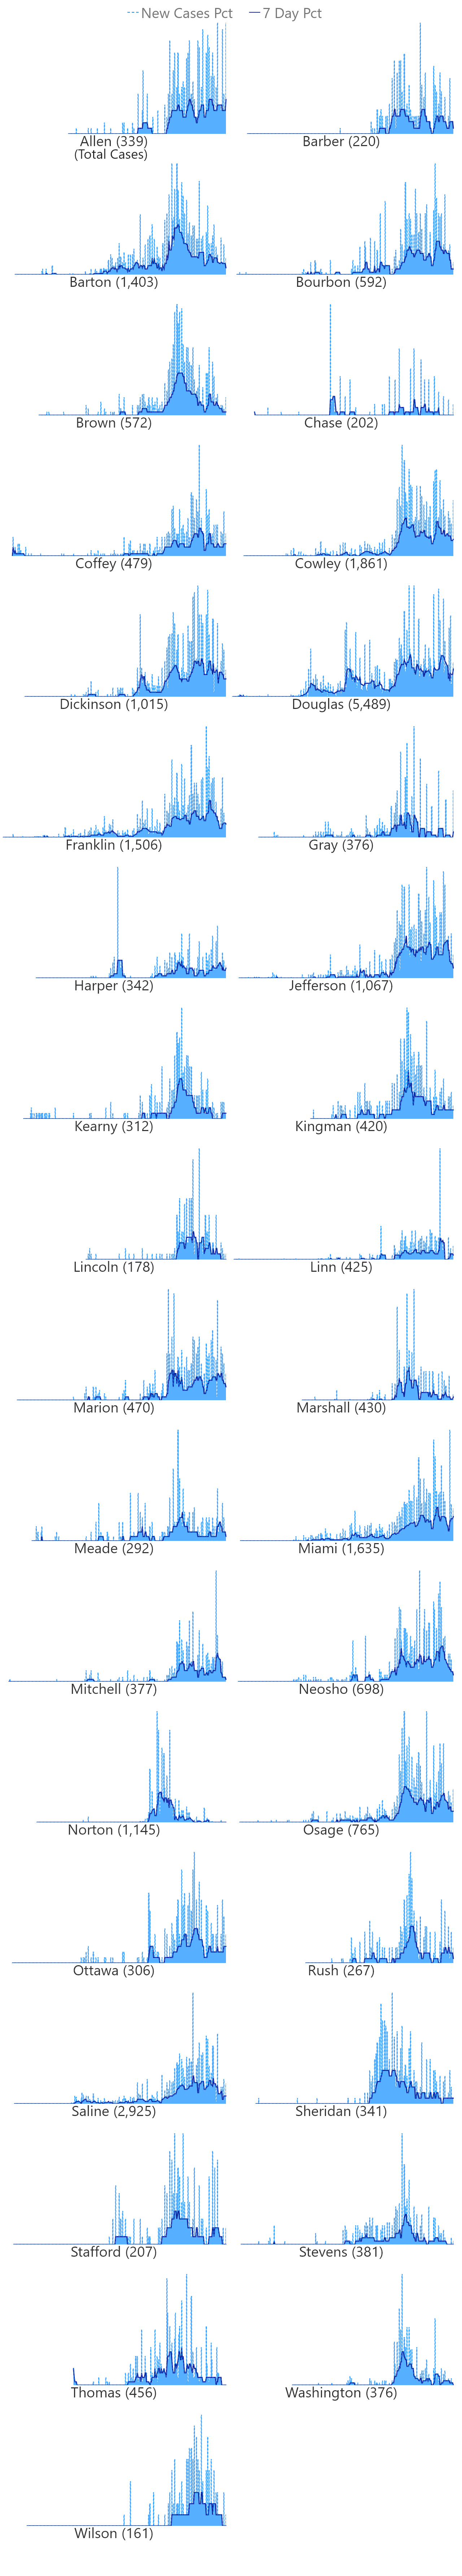 New Cases Pct 7 Day Pct
Allen (339)
(Total Cases)
Barber (220)
Barton (1,403)
Bourbon (592)
Brown (572)
Chase (202)
Coffey (479)
Cowley (1,861)
Dickinson (1,015)
Douglas (5,489)
Franklin (1,506)
Gray (376)
Harper (342)
Jefferson (1,067)
Kearny (312)
Kingman (420)
Lincoln (178)
Linn (425)
Marion (470)
Marshall (430)
Meade (292)
Miami (1,635)
Mitchell (377)
Neosho (698)
Norton (1,145)
Osage (765)
Ottawa (306)
Rush (267)
Saline (2,925)
Sheridan (341)
Stafford (207)
Stevens (381)
Thomas (456)
Washington (376)
Wilson (161)